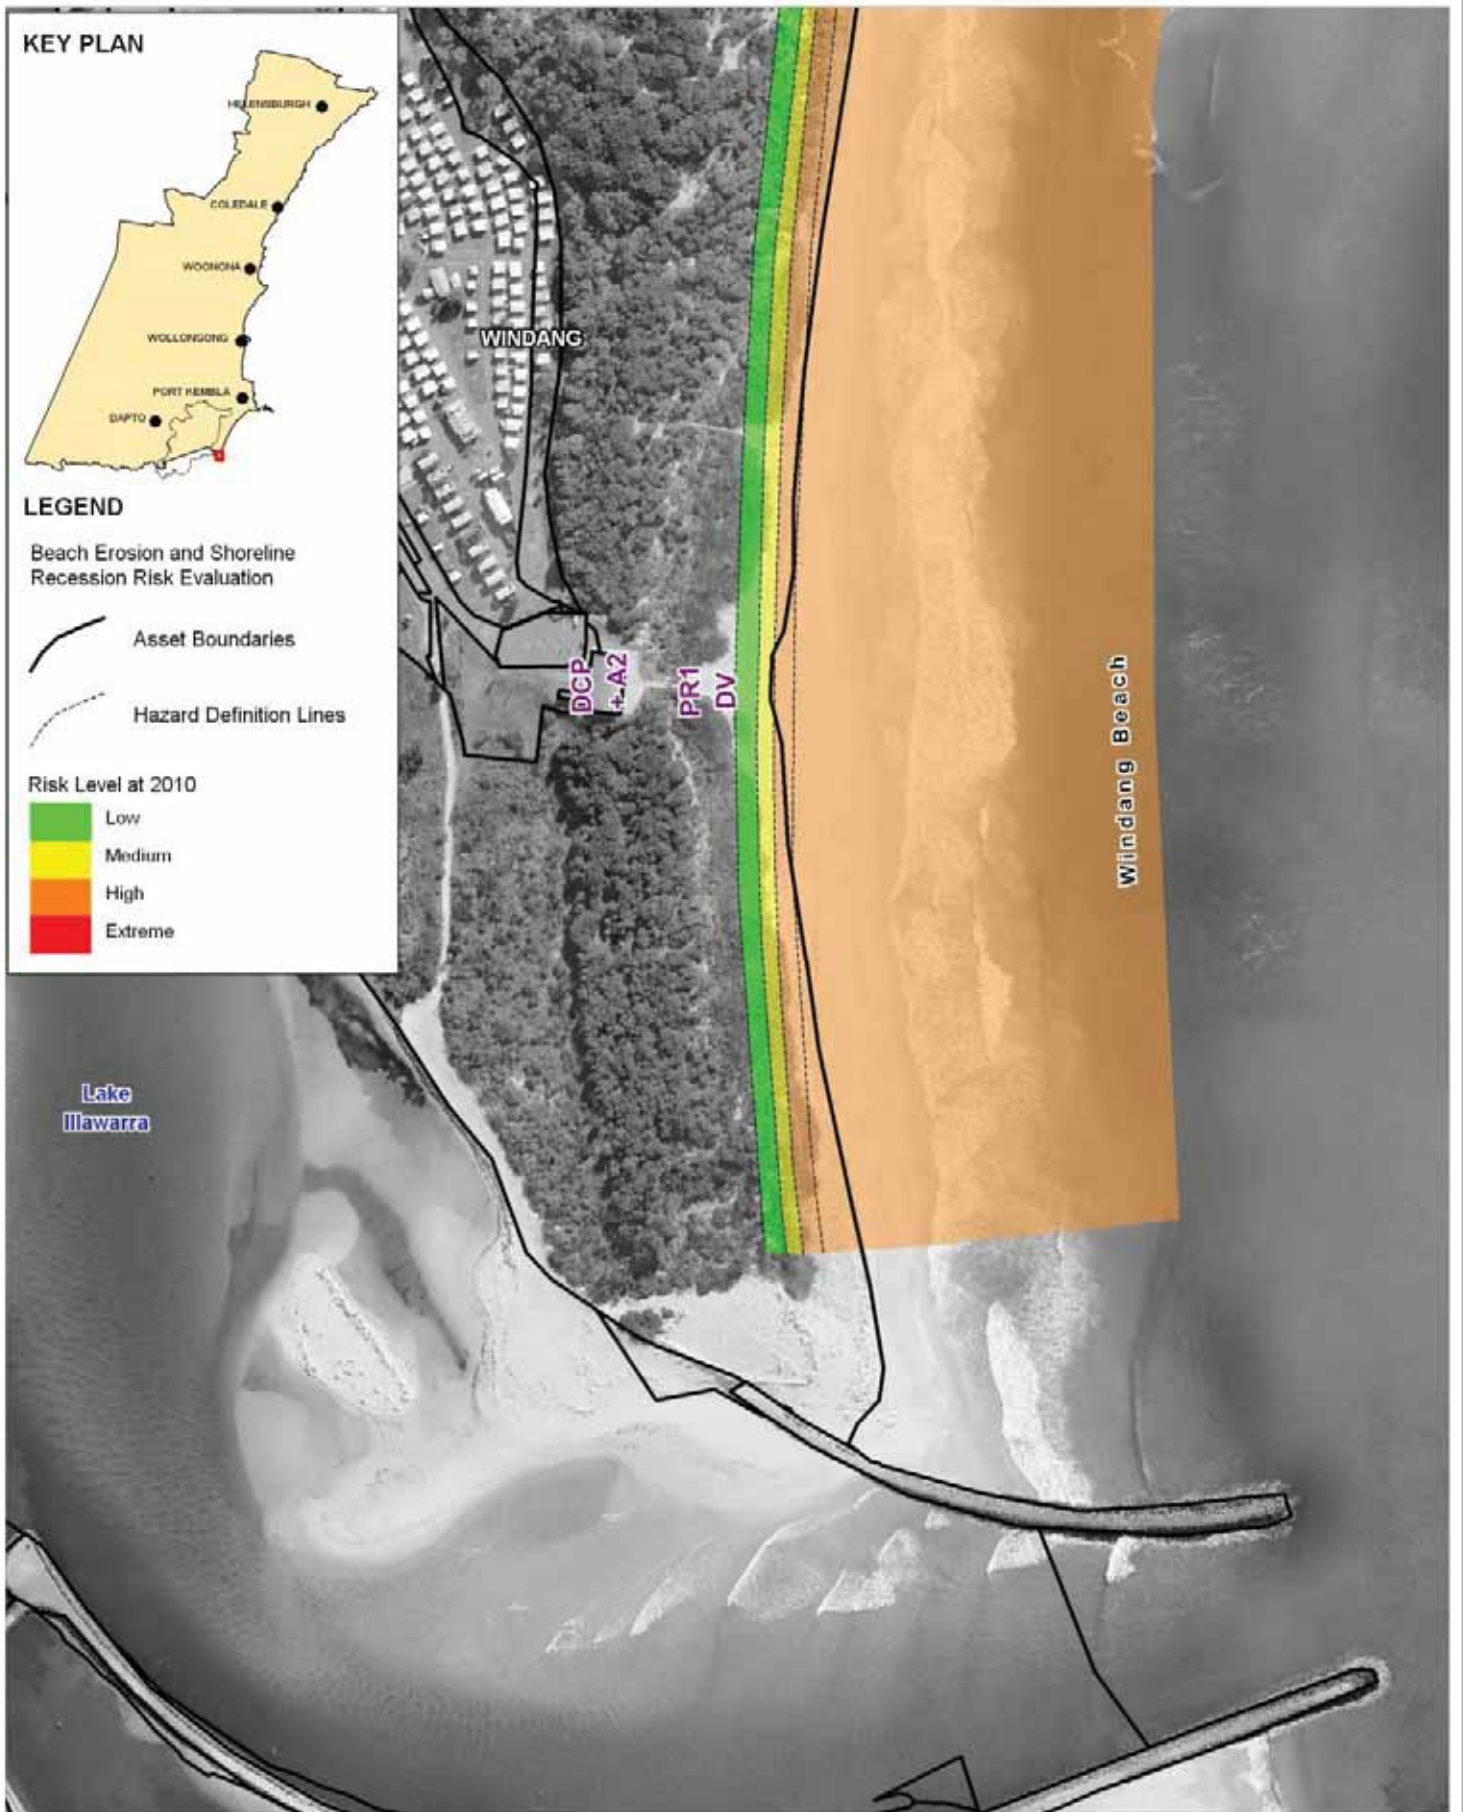 KEY PLAN
HELENSBURGH
COLEDALE
WOONONA
WOLLONGONG
PORT KEMBLA
DAPTO
LEGEND
Beach Erosion and Shoreline
Recession Risk Evaluation
Asset Boundaries
Hazard Definition Lines
Risk Level at 2010
Low
Medium
High
Extreme
WINDANG
DCP
+ A2
PR1
DV
Windang Beach
Lake
Illawarra